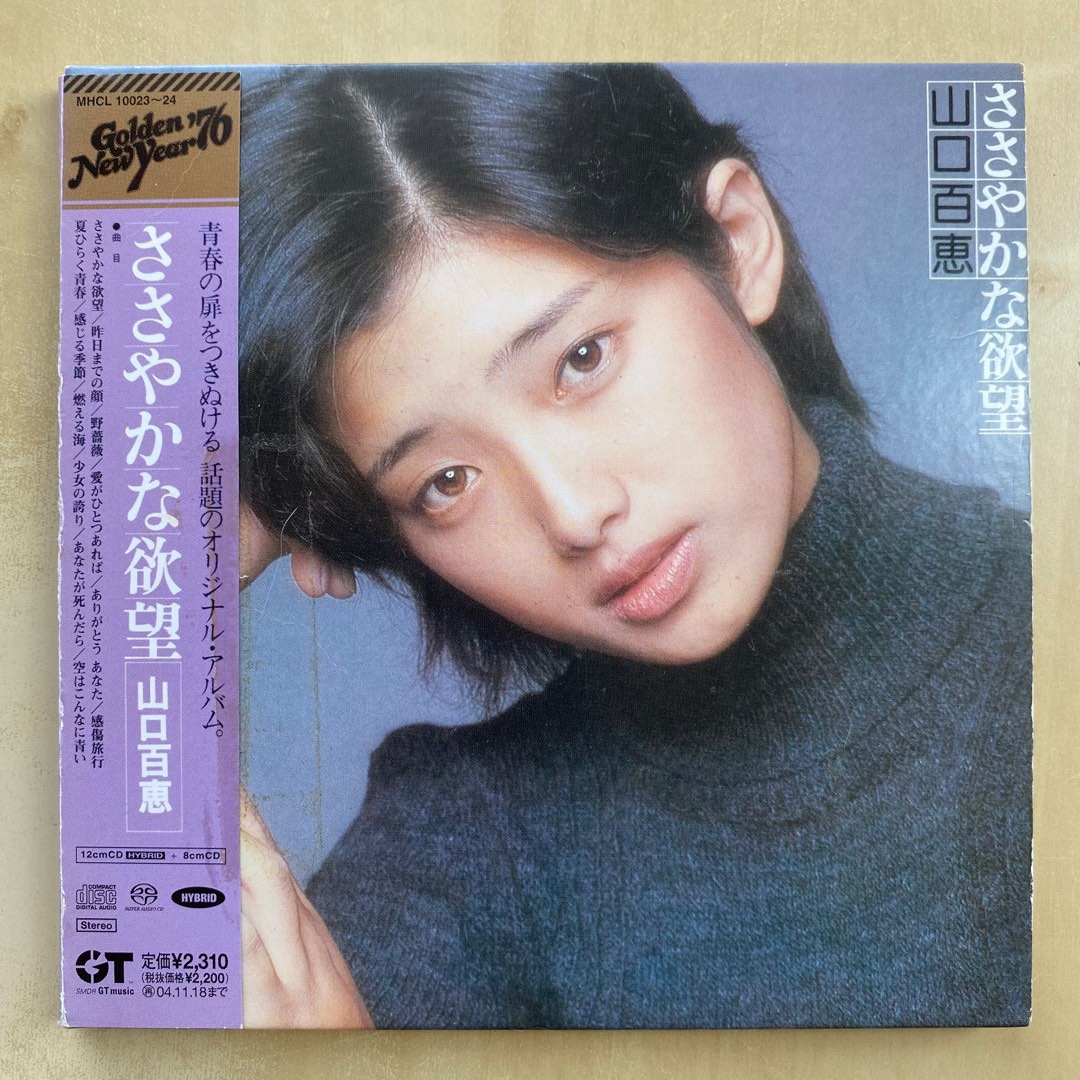 MHCL 10023～24
Golden '76
New Year
青春の扉をつきぬける 話題のオリジナル・アルバム。
ささやかな欲望
山口百恵
●曲目
ささやかな欲望／昨日までの顔／野薔薇／愛がひとつあれば／ありがとう あなた／感傷旅行
夏ひらく青春／感じる季節／燃える海／少女の誇り／あなたが死んだら／空はこんなに青い
12cmCD HYBRID + 8cmCD
COMPACT
disc
DIGITAL AUDIO
SUPER AUDIO CD
HYBRID
Stereo
GT
SMDR GT music
定価¥2,310
(税抜価格¥2,200)
再04.11.18まで
ささやかな欲望
山口百恵